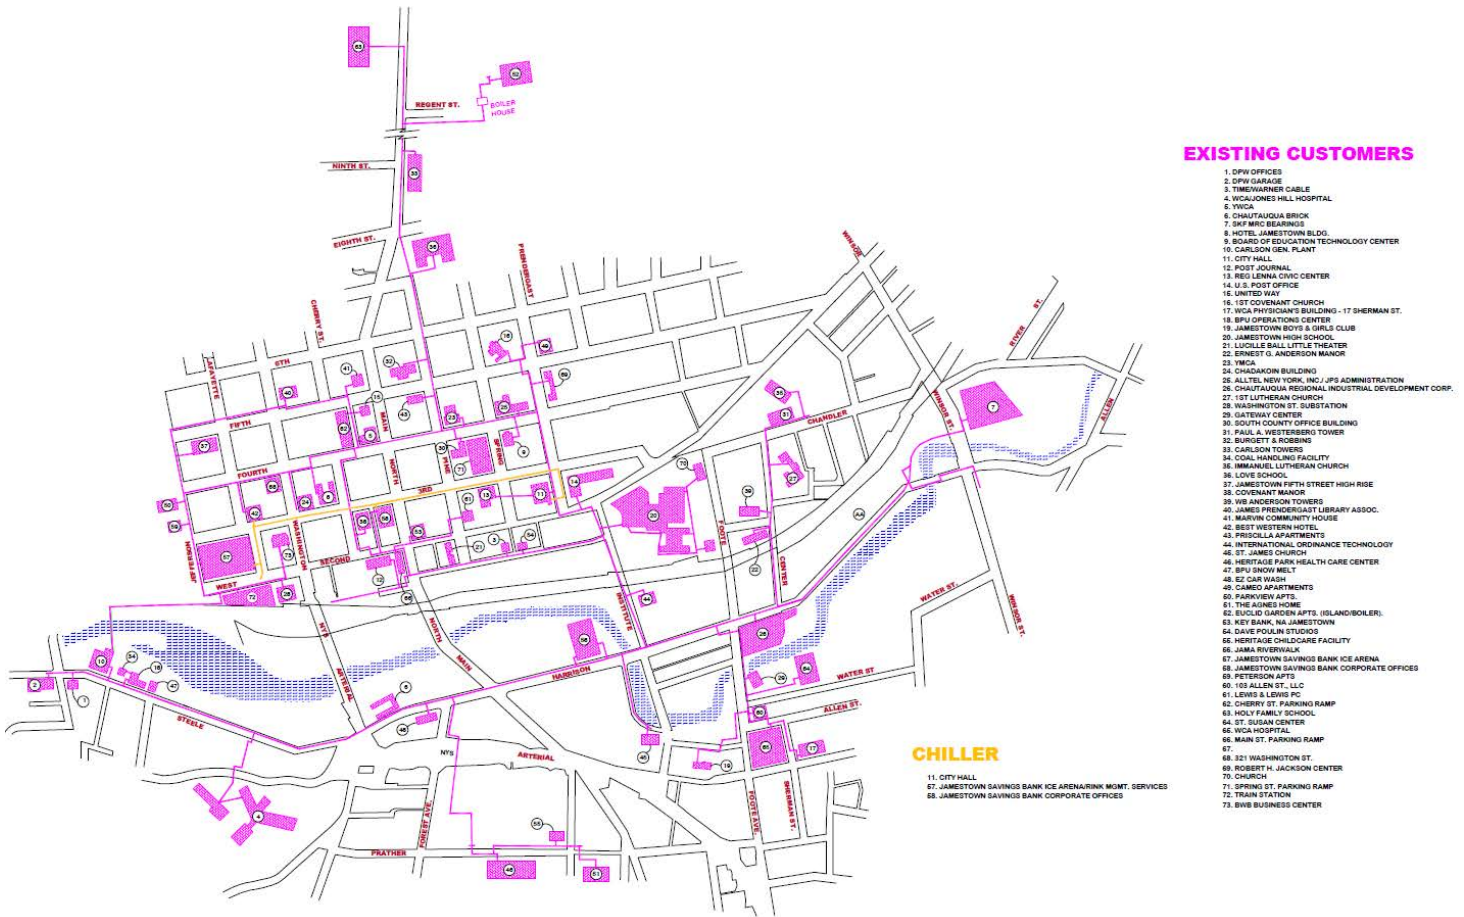 EXISTING CUSTOMERS
1. DPW OFFICES
2. DPW GARAGE
3. TIME/WARNER CABLE
4. WCA/JONES HILL HOSPITAL
5. YWCA
6. CHAUTAUQUA BRICK
7. SKF MRC BEARINGS
8. HOTEL JAMESTOWN BLDG.
9. BOARD OF EDUCATION TECHNOLOGY CENTER
10. CARLSON GEN. PLANT
11. CITY HALL
12. POST JOURNAL
13. REG LENNA CIVIC CENTER
14. U.S. POST OFFICE
15. UNITED WAY
16. 1ST COVENANT CHURCH
17. WCA PHYSICIAN'S BUILDING - 17 SHERMAN ST.
18. BPU OPERATIONS CENTER
19. JAMESTOWN BOYS & GIRLS CLUB
20. JAMESTOWN HIGH SCHOOL
21. LUCILLE BALL LITTLE THEATER
22. ERNEST G. ANDERSON MANOR
23. YMCA
24. CHADAKOIN BUILDING
25. ALLTEL NEW YORK, INC./ JPS ADMINISTRATION
26. CHAUTAUQUA REGIONAL INDUSTRIAL DEVELOPMENT CORP.
27. 1ST LUTHERAN CHURCH
28. WASHINGTON ST. SUBSTATION
29. GATEWAY CENTER
30. SOUTH COUNTY OFFICE BUILDING
31. PAUL A. WESTERBERG TOWER
32. BURGETT & ROBBINS
33. CARLSON TOWERS
34. COAL HANDLING FACILITY
35. IMMANUEL LUTHERAN CHURCH
36. LOVE SCHOOL
37. JAMESTOWN FIFTH STREET HIGH RISE
38. COVENANT MANOR
39. WB ANDERSON TOWERS
40. JAMES PRENDERGAST LIBRARY ASSOC.
41. MARVIN COMMUNITY HOUSE
42. BEST WESTERN HOTEL
43. PRISCILLA APARTMENTS
44. INTERNATIONAL ORDINANCE TECHNOLOGY
45. ST. JAMES CHURCH
46. HERITAGE PARK HEALTH CARE CENTER
47. BPU SNOW MELT
48. EZ CAR WASH
49. CAMEO APARTMENTS
50. PARKVIEW APTS.
51. THE AGNES HOME
52. EUCLID GARDEN APTS. (ISLAND/BOILER).
53. KEY BANK, NA JAMESTOWN
54. DAVE POULIN STUDIOS
55. HERITAGE CHILDCARE FACILITY
56. JAMA RIVERWALK
57. JAMESTOWN SAVINGS BANK ICE ARENA
58. JAMESTOWN SAVINGS BANK CORPORATE OFFICES
59. PETERSON APTS
60. 103 ALLEN ST., LLC
61. LEWIS & LEWIS PC
62. CHERRY ST. PARKING RAMP
63. HOLY FAMILY SCHOOL
64. ST. SUSAN CENTER
65. WCA HOSPITAL
66. MAIN ST. PARKING RAMP
67.
68. 321 WASHINGTON ST.
69. ROBERT H. JACKSON CENTER
70. CHURCH
71. SPRING ST. PARKING RAMP
72. TRAIN STATION
73. BWB BUSINESS CENTER
CHILLER
11. CITY HALL
57. JAMESTOWN SAVINGS BANK ICE ARENA/RINK MGMT. SERVICES
58. JAMESTOWN SAVINGS BANK CORPORATE OFFICES
REGENT ST.
BOILER
HOUSE
NINTH ST.
EIGHTH ST.
PRENDERGAST
WINSOR
CHERRY ST.
LAFAYETTE
6TH
FIFTH
MAIN
NORTH
PINE
SPRING
FOURTH
3RD
SECOND
WASHINGTON
JEFFERSON
WEST
CHANDLER
WINSOR ST.
RIVER ST.
ALLEN
FOOTE
CENTER
INSTITUTE
WATER ST.
WINSOR ST.
NYS
ARTERIAL
NORTH
MAIN
HARRISON
STEELE
WATER ST
ALLEN ST.
NYS
ARTERIAL
FOREST AVE.
PRATHER
FOOTE AVE.
SHERMAN ST.